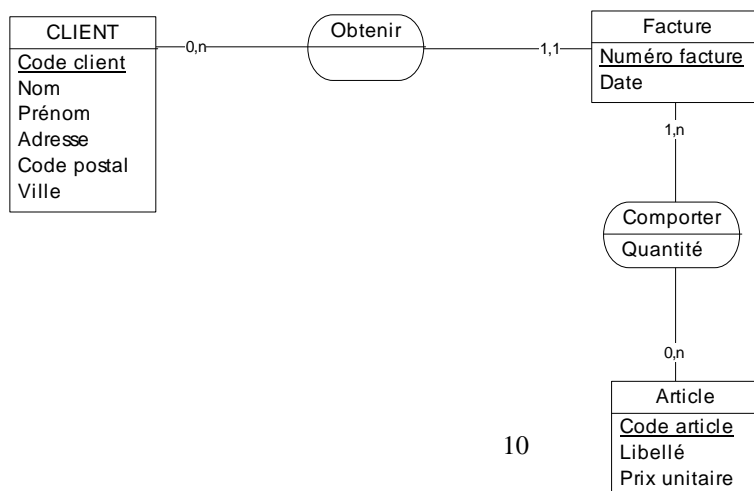 CLIENT
Code client
Nom
Prénom
Adresse
Code postal
Ville
0,n
Obtenir
1,1
Facture
Numéro facture
Date
1,n
Comporter
Quantité
0,n
Article
Code article
Libellé
Prix unitaire
10